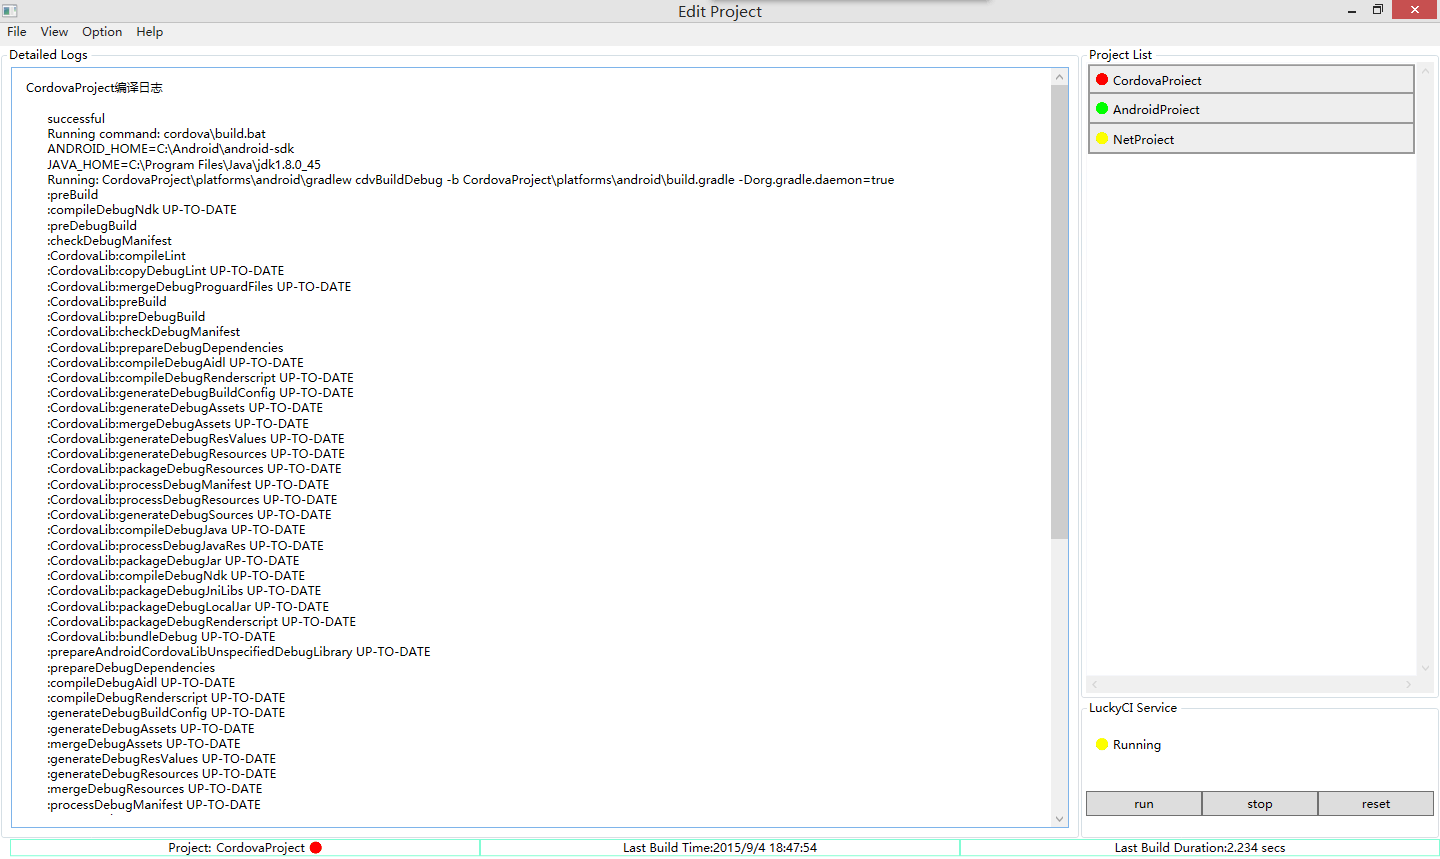 Edit Project
File View Option Help
Detailed Logs
CordovaProject编译日志
successful
Running command: cordova\build.bat
ANDROID_HOME=C:\Android\android-sdk
JAVA_HOME=C:\Program Files\Java\jdk1.8.0_45
Running: CordovaProject\platforms\android\gradlew cdvBuildDebug -b CordovaProject\platforms\android\build.gradle -Dorg.gradle.daemon=true
:preBuild
:compileDebugNdk UP-TO-DATE
:preDebugBuild
:checkDebugManifest
:CordovaLib:compileLint
:CordovaLib:copyDebugLint UP-TO-DATE
:CordovaLib:mergeDebugProguardFiles UP-TO-DATE
:CordovaLib:preBuild
:CordovaLib:preDebugBuild
:CordovaLib:checkDebugManifest
:CordovaLib:prepareDebugDependencies
:CordovaLib:compileDebugAidl UP-TO-DATE
:CordovaLib:compileDebugRenderscript UP-TO-DATE
:CordovaLib:generateDebugBuildConfig UP-TO-DATE
:CordovaLib:generateDebugAssets UP-TO-DATE
:CordovaLib:mergeDebugAssets UP-TO-DATE
:CordovaLib:generateDebugResValues UP-TO-DATE
:CordovaLib:generateDebugResources UP-TO-DATE
:CordovaLib:packageDebugResources UP-TO-DATE
:CordovaLib:processDebugManifest UP-TO-DATE
:CordovaLib:processDebugResources UP-TO-DATE
:CordovaLib:generateDebugSources UP-TO-DATE
:CordovaLib:compileDebugJava UP-TO-DATE
:CordovaLib:processDebugJavaRes UP-TO-DATE
:CordovaLib:packageDebugJar UP-TO-DATE
:CordovaLib:compileDebugNdk UP-TO-DATE
:CordovaLib:packageDebugJniLibs UP-TO-DATE
:CordovaLib:packageDebugLocalJar UP-TO-DATE
:CordovaLib:packageDebugRenderscript UP-TO-DATE
:CordovaLib:bundleDebug UP-TO-DATE
:prepareAndroidCordovaLibUnspecifiedDebugLibrary UP-TO-DATE
:prepareDebugDependencies
:compileDebugAidl UP-TO-DATE
:compileDebugRenderscript UP-TO-DATE
:generateDebugBuildConfig UP-TO-DATE
:generateDebugAssets UP-TO-DATE
:mergeDebugAssets UP-TO-DATE
:generateDebugResValues UP-TO-DATE
:generateDebugResources UP-TO-DATE
:mergeDebugResources UP-TO-DATE
:processDebugManifest UP-TO-DATE
Project List
CordovaProject
AndroidProject
NetProject
LuckyCI Service
Running
run stop reset
Project: CordovaProject
Last Build Time:2015/9/4 18:47:54
Last Build Duration:2.234 secs